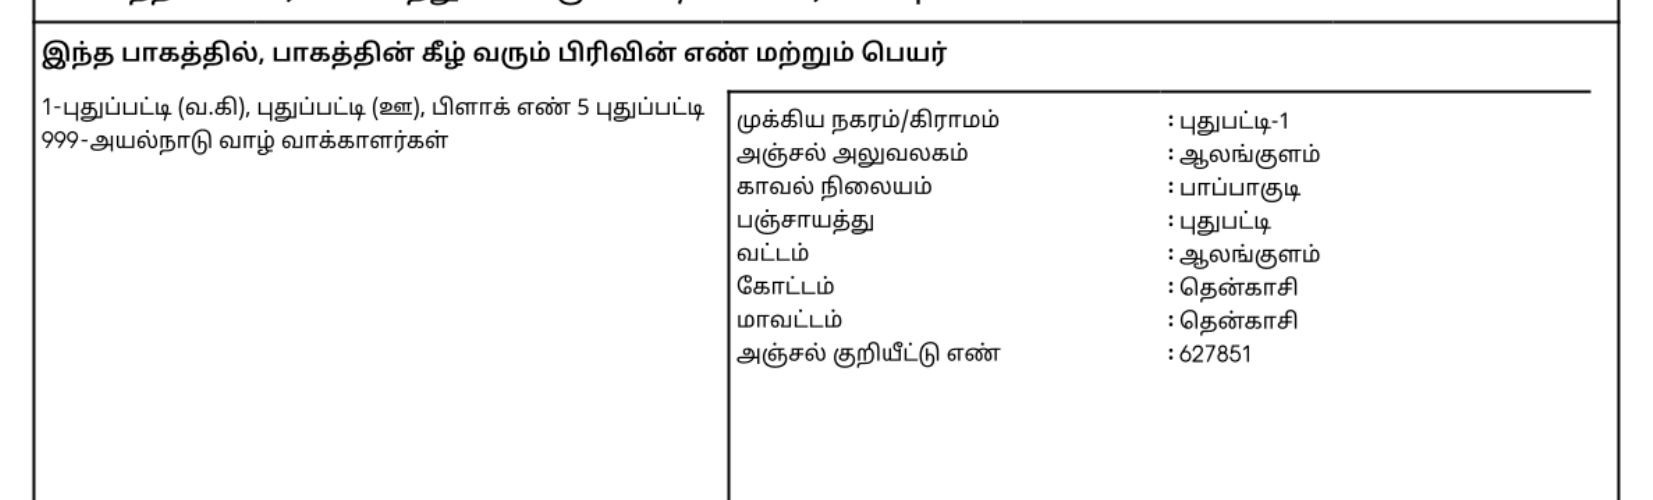 இந்த பாகத்தில், பாகத்தின் கீழ் வரும் பிரிவின் எண் மற்றும் பெயர்
1-புதுப்பட்டி (வ.கி), புதுப்பட்டி (ஊ), பிளாக் எண் 5 புதுப்பட்டி
999-அயல்நாடு வாழ் வாக்காளர்கள்
முக்கிய நகரம்/கிராமம் : புதுபட்டி-1
அஞ்சல் அலுவலகம் : ஆலங்குளம்
காவல் நிலையம் : பாப்பாகுடி
பஞ்சாயத்து : புதுபட்டி
வட்டம் : ஆலங்குளம்
கோட்டம் : தென்காசி
மாவட்டம் : தென்காசி
அஞ்சல் குறியீட்டு எண் : 627851